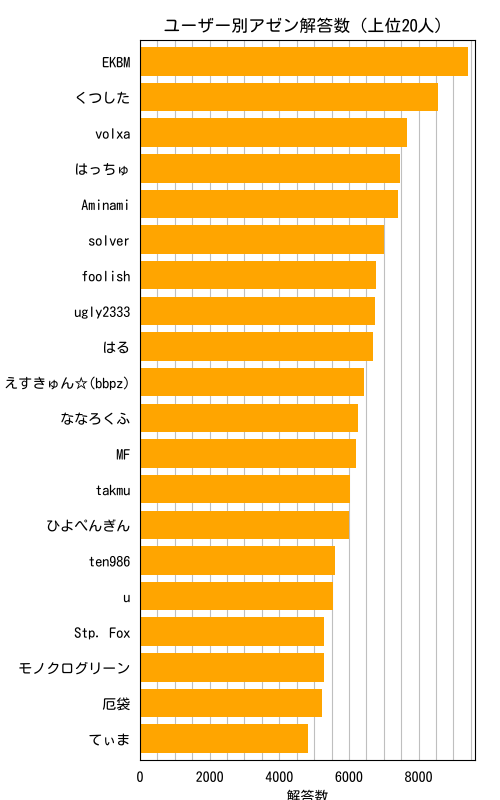 ユーザー別アゼン解答数 (上位20人)
EKBM
くつした
volxa
はっちゅ
Aminami
solver
foolish
ugly2333
はる
えすきゅん☆(bbpz)
ななろくふ
MF
takmu
ひよぺんぎん
ten986
u
Stp. Fox
モノクログリーン
厄袋
てぃま
0 2000 4000 6000 8000
解答数